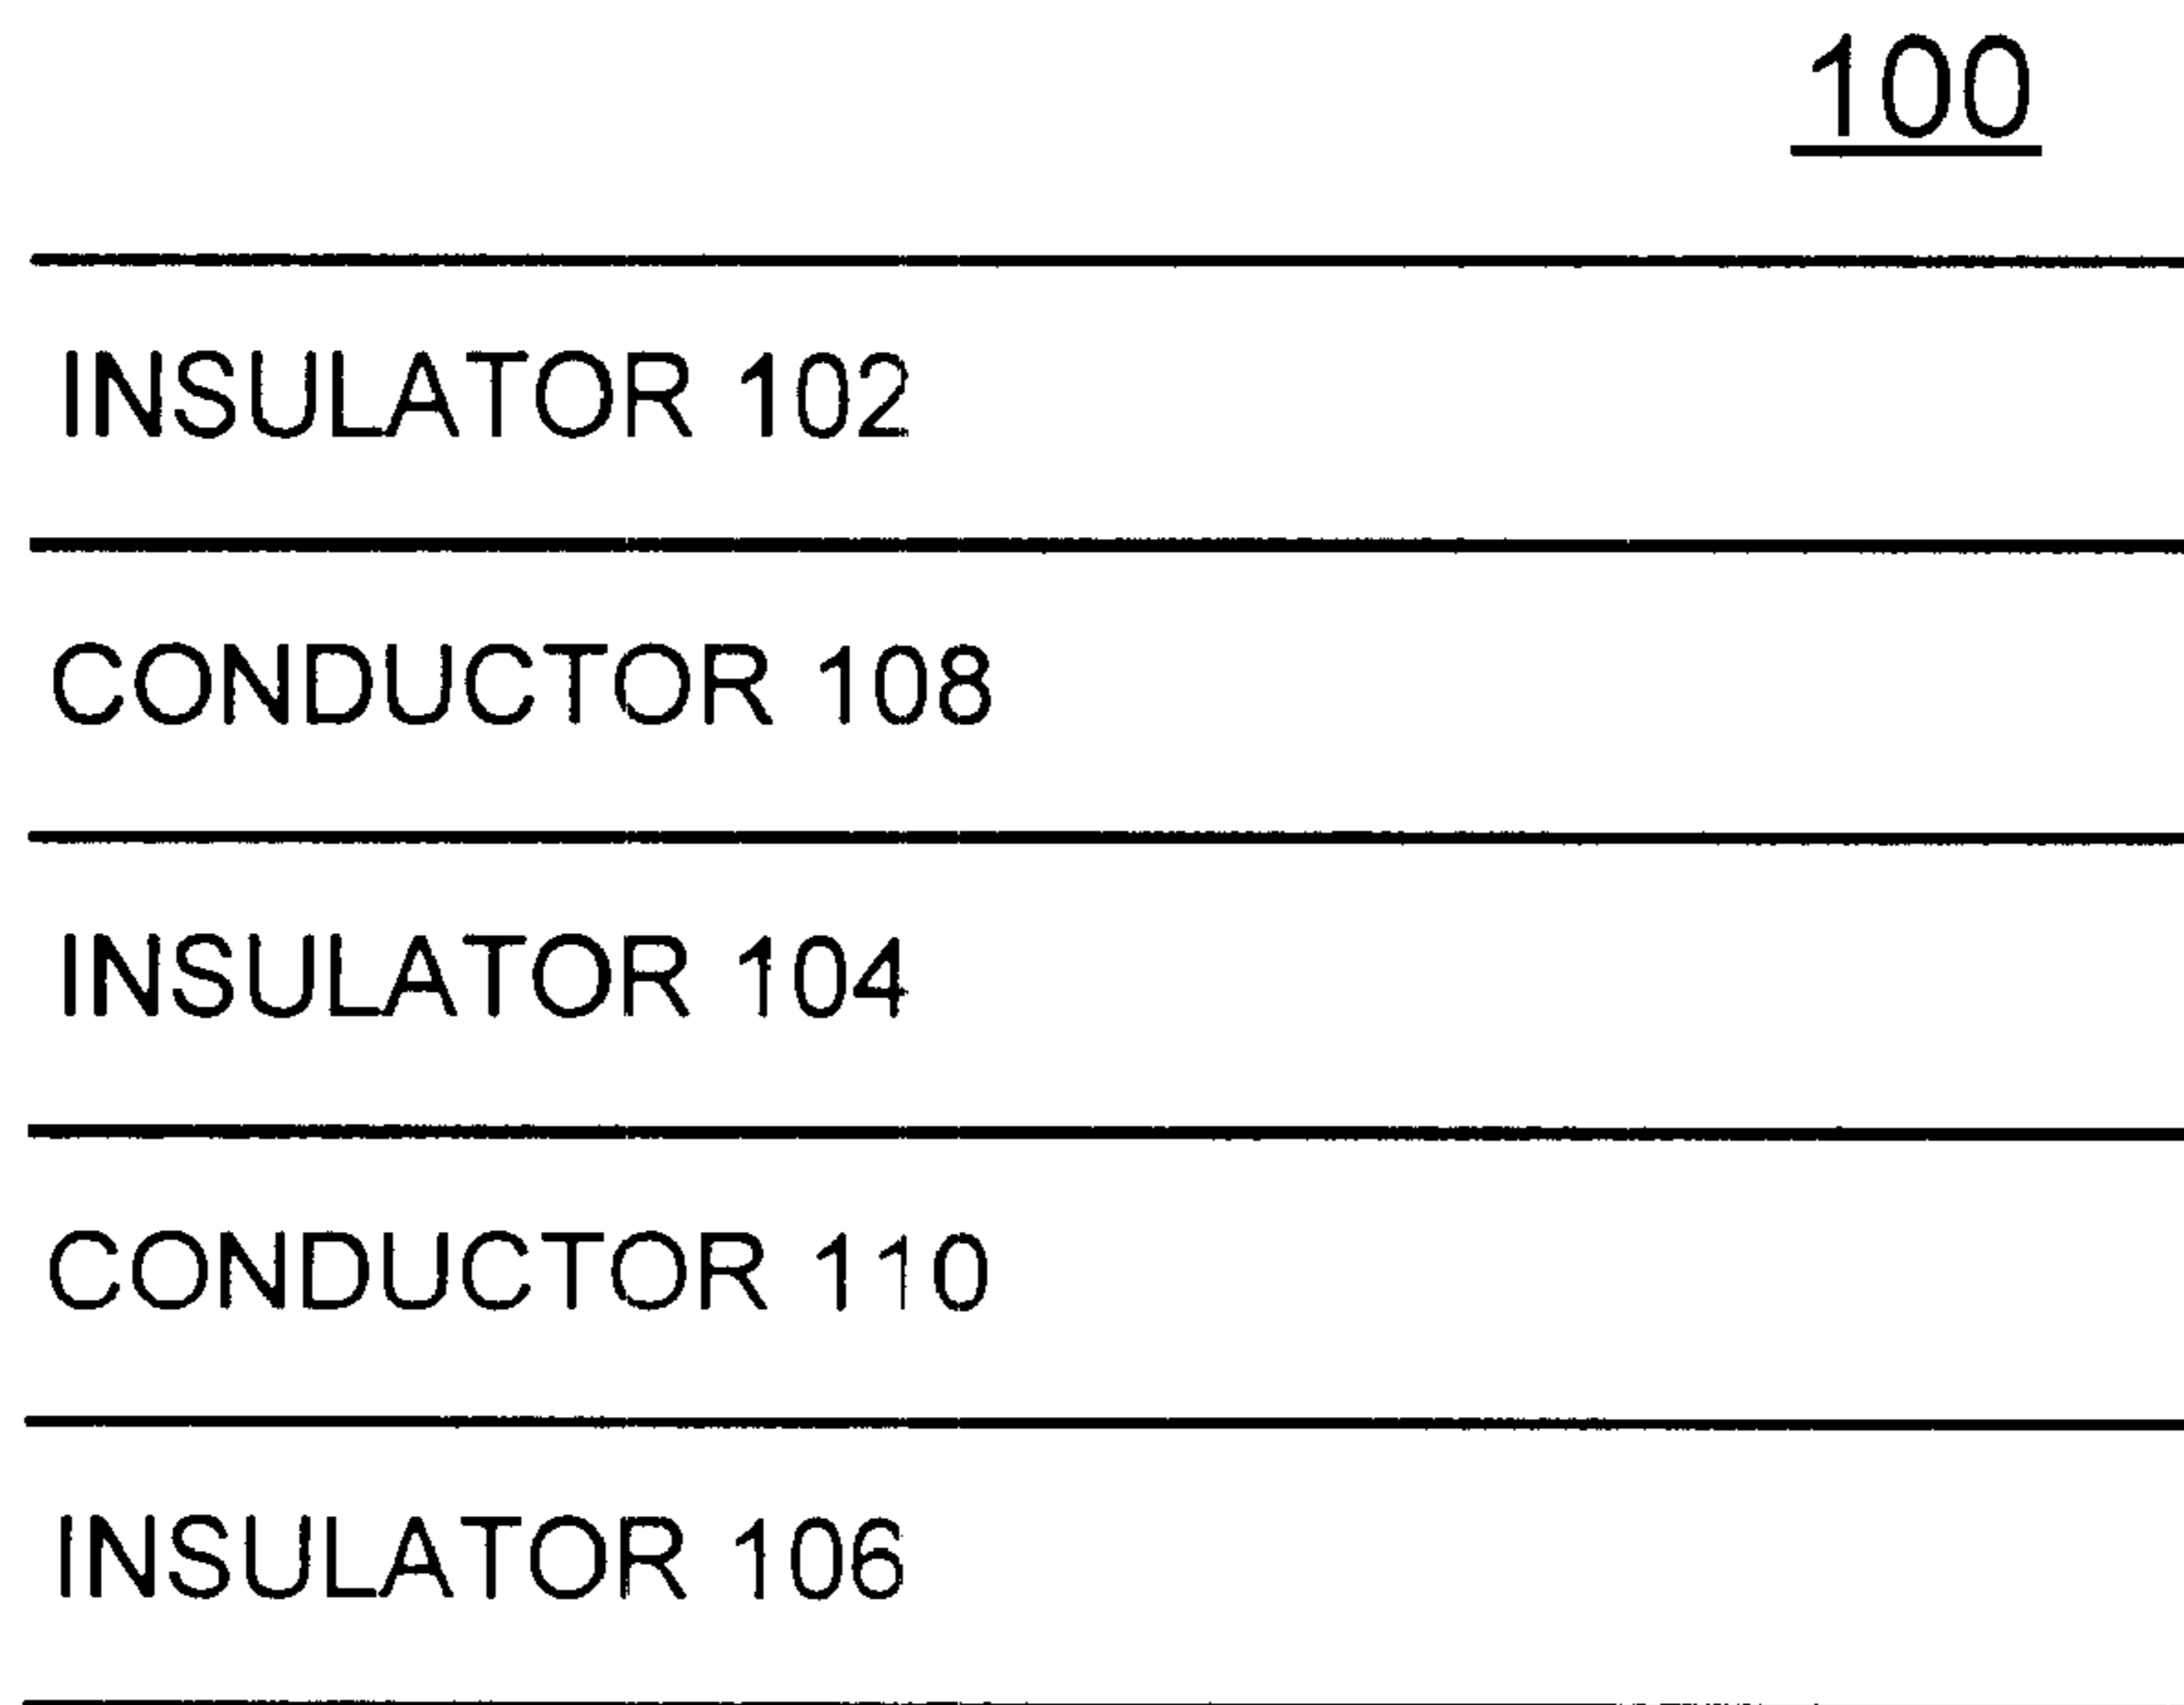 100
INSULATOR 102
CONDUCTOR 108
INSULATOR 104
CONDUCTOR 110
INSULATOR 106